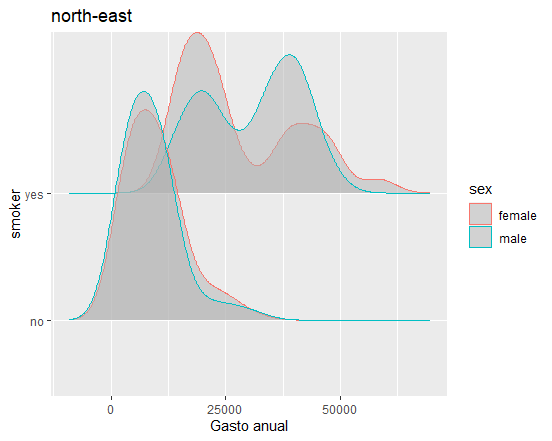 north-east
smoker
yes
no
0
25000
50000
Gasto anual
sex
female
male